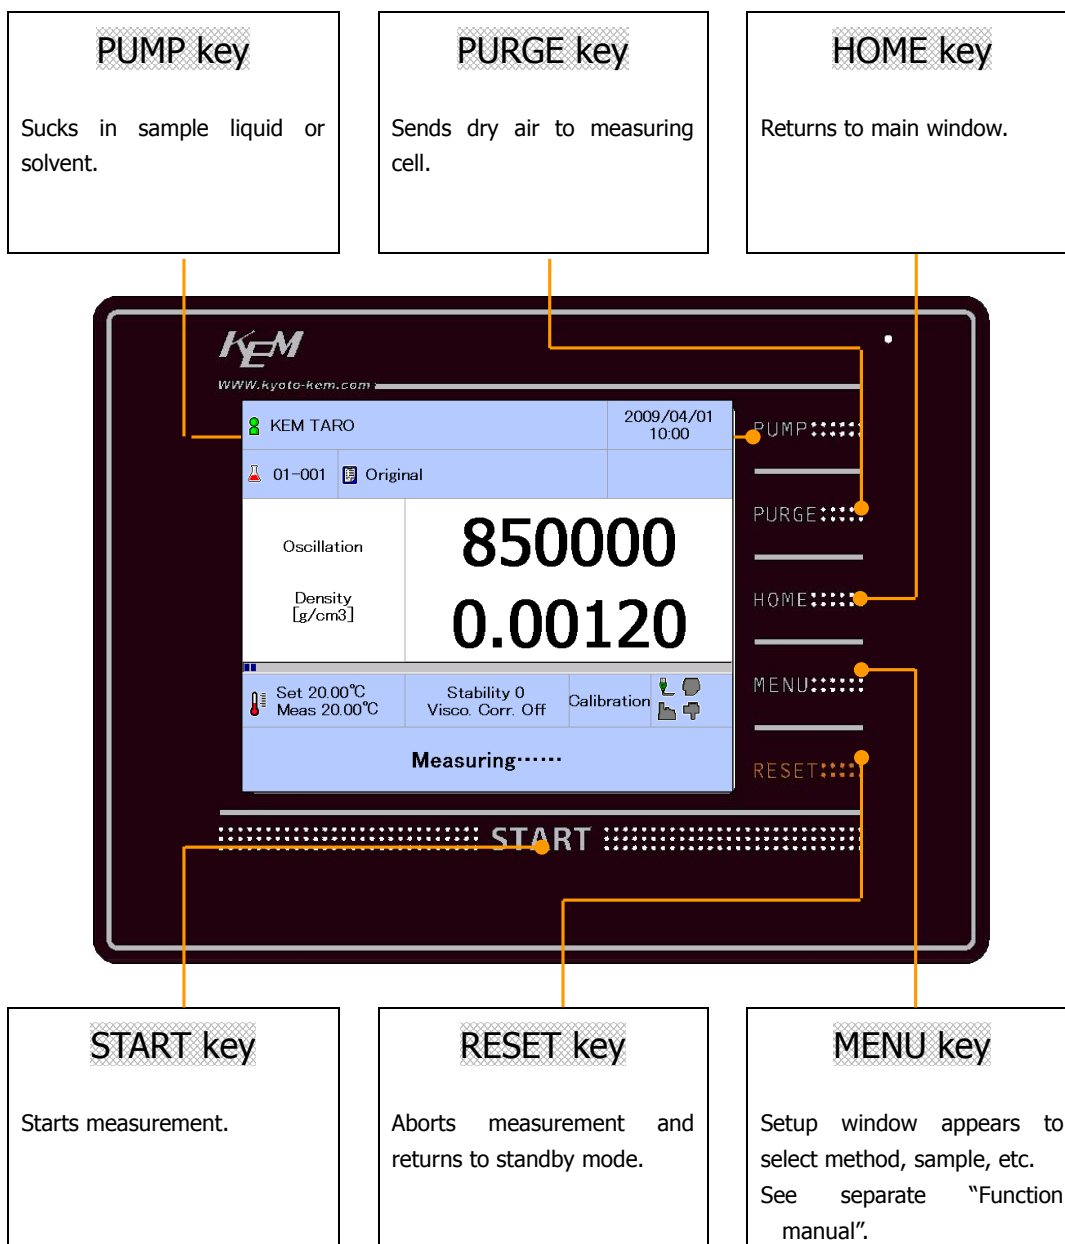 PUMP key
Sucks in sample liquid or
solvent.
PURGE key
Sends dry air to measuring
cell.
HOME key
Returns to main window.
KEM
WWW.kyoto-kem.com
KEM TARO
2009/04/01
10:00
01-001
Original
Oscillation
850000
Density
[g/cm3]
0.00120
Set 20.00℃
Meas 20.00℃
Stability 0
Visco. Corr. Off
Calibration
Measuring······
PUMP
PURGE
HOME
MENU
RESET
START
START key
Starts measurement.
RESET key
Aborts measurement and
returns to standby mode.
MENU key
Setup window appears to
select method, sample, etc.
See separate “Function
manual”.